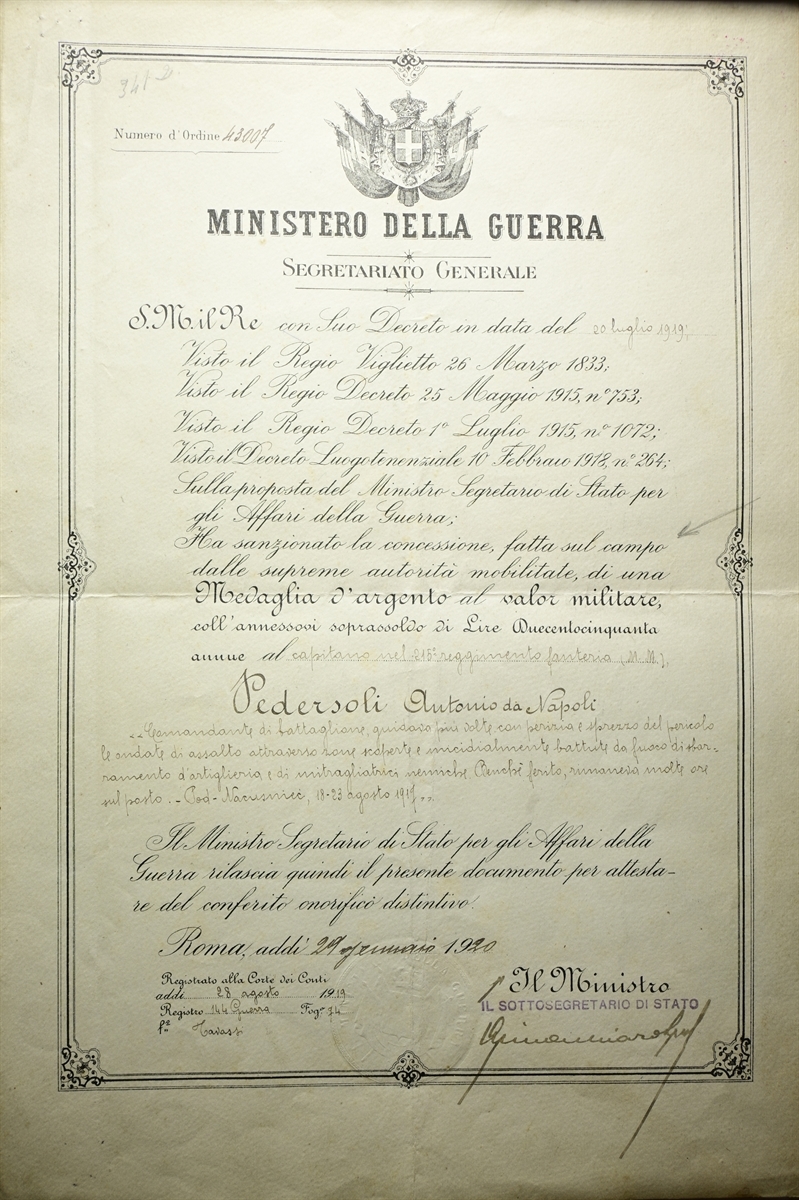 341
Numero d'Ordine 43007
MINISTERO DELLA GUERRA
SEGRETARIATO GENERALE
S.M. il Re con Suo Decreto in data del 20 luglio 1919;
Visto il Regio Viglietto 26 Marzo 1833;
Visto il Regio Decreto 25 Maggio 1915, n° 753;
Visto il Regio Decreto 1° Luglio 1915, n° 1072;
Visto il Decreto Luogotenenziale 10 Febbraio 1918, n° 264;
Sulla proposta del Ministro Segretario di Stato per
gli Affari della Guerra;
Ha sanzionato la concessione, fatta sul campo
dalle supreme autorità mobilitate, di una
Medaglia d'argento al valor militare,
coll'annessovi soprassoldo di Lire Duecentocinquanta
annue al capitano nel 215° reggimento fanteria (M. M.),
Pedersoli Antonio da Napoli
"Comandante di battaglione, guidava più volte con perizia e sprezzo del pericolo
le ondate di assalto attraverso zone scoperte e micidialmente battute da fuoco di sbar-
ramento d'artiglieria e di mitragliatrici nemiche. Benchè ferito, rimaneva molte ore
sul posto. - Pod-Nacusniec, 18-23 agosto 1917".
Il Ministro Segretario di Stato per gli Affari della
Guerra rilascia quindi il presente documento per attesta-
re del conferito onorifico distintivo.
Roma, addì 29 gennaio 1920
Registrato alla Corte dei Conti
addì 28 agosto 1919
Registro 144 Guerra Fog° 74
Il Ministro
IL SOTTOSEGRETARIO DI STATO